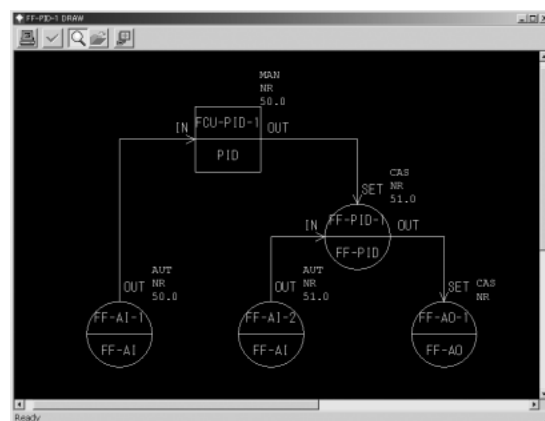 FF-PID-1 DRAW
MAN
NR
50.0
IN
FCU-PID-1
OUT
PID
CAS
NR
51.0
SET
IN
FF-PID-1
OUT
FF-PID
AUT
NR
50.0
OUT
AUT
NR
51.0
OUT
CAS
NR
SET
FF-AI-1
FF-AI
FF-AI-2
FF-AI
FF-AO-1
FF-AO
Ready